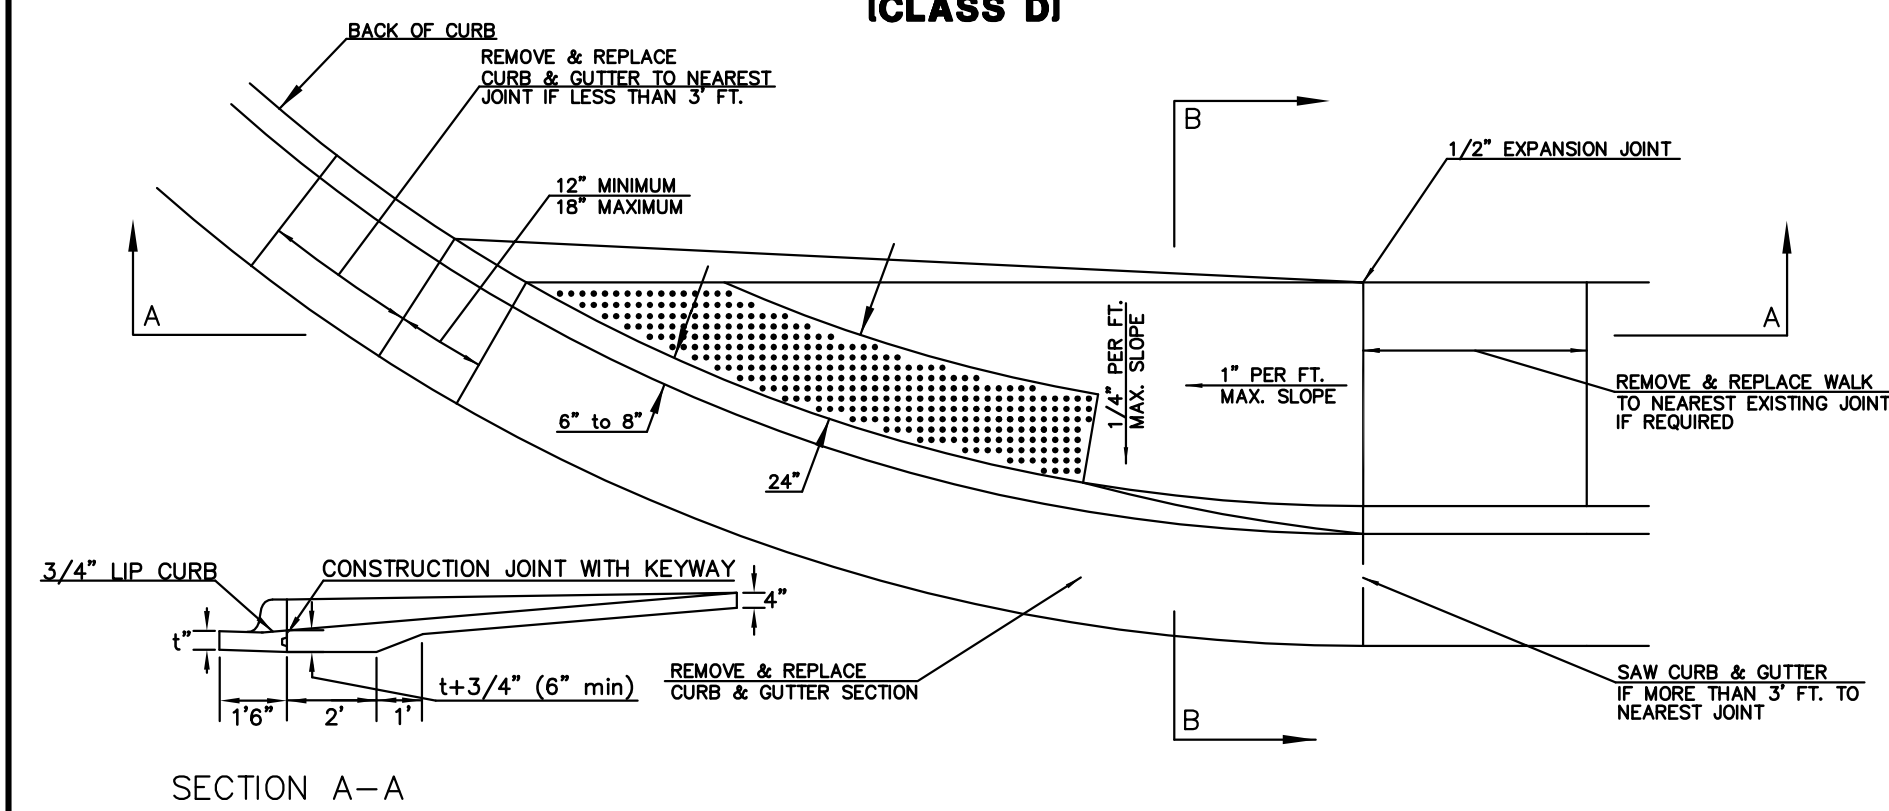 (CLASS D)
BACK OF CURB
REMOVE & REPLACE
CURB & GUTTER TO NEAREST
JOINT IF LESS THAN 3' FT.
12" MINIMUM
18" MAXIMUM
B
1/2" EXPANSION JOINT
A
A
1/4" PER FT.
MAX. SLOPE
1" PER FT.
MAX. SLOPE
REMOVE & REPLACE WALK
TO NEAREST EXISTING JOINT
IF REQUIRED
6" to 8"
24"
3/4" LIP CURB
CONSTRUCTION JOINT WITH KEYWAY
4"
t"
t+3/4" (6" min)
1'6"
2'
1'
REMOVE & REPLACE
CURB & GUTTER SECTION
SAW CURB & GUTTER
IF MORE THAN 3' FT. TO
NEAREST JOINT
B
SECTION A-A